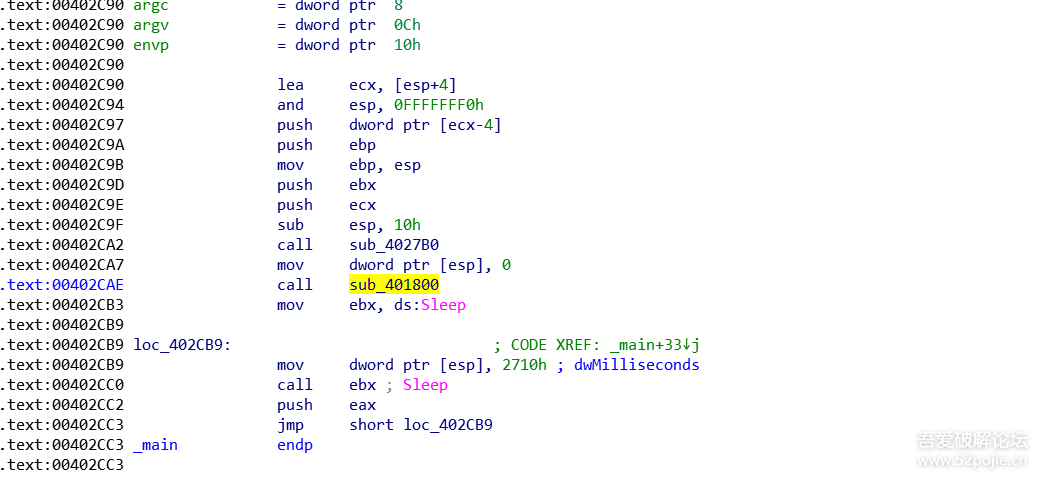 .text:00402C90 argc = dword ptr 8
.text:00402C90 argv = dword ptr 0Ch
.text:00402C90 envp = dword ptr 10h
.text:00402C90
.text:00402C90 lea ecx, [esp+4]
.text:00402C94 and esp, 0FFFFFFF0h
.text:00402C97 push dword ptr [ecx-4]
.text:00402C9A push ebp
.text:00402C9B mov ebp, esp
.text:00402C9D push ebx
.text:00402C9E push ecx
.text:00402C9F sub esp, 10h
.text:00402CA2 call sub_4027B0
.text:00402CA7 mov dword ptr [esp], 0
.text:00402CAE call sub_401800
.text:00402CB3 mov ebx, ds:Sleep
.text:00402CB9
.text:00402CB9 loc_402CB9: ; CODE XREF: _main+33↓j
.text:00402CB9 mov dword ptr [esp], 2710h ; dwMilliseconds
.text:00402CC0 call ebx ; Sleep
.text:00402CC2 push eax
.text:00402CC3 jmp short loc_402CB9
.text:00402CC3 _main endp
.text:00402CC3
吾爱破解论坛
www.52pojie.cn